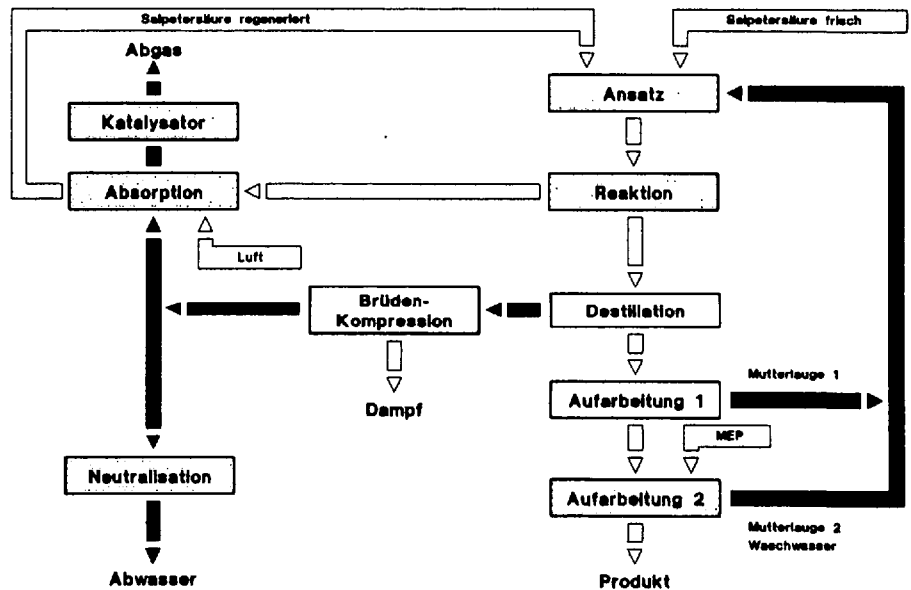 Salpetersäure regeneriert
Salpetersäure frisch
Abgas
Ansatz
Katalysator
Absorption
Reaktion
Luft
Brüden-
Kompression
Destillation
Mutterlauge 1
Dampf
Aufarbeitung 1
MEP
Neutralisation
Aufarbeitung 2
Mutterlauge 2
Waschwasser
Abwasser
Produkt